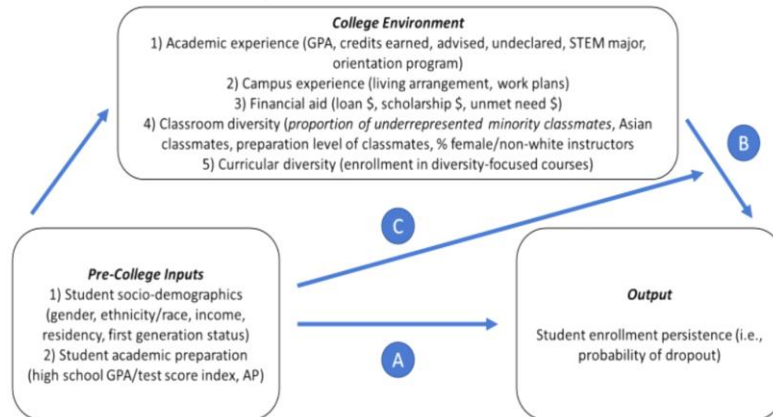 College Environment
1) Academic experience (GPA, credits earned, advised, undeclared, STEM major,
orientation program)
2) Campus experience (living arrangement, work plans)
3) Financial aid (loan $, scholarship $, unmet need $)
4) Classroom diversity (proportion of underrepresented minority classmates, Asian
classmates, preparation level of classmates, % female/non-white instructors
5) Curricular diversity (enrollment in diversity-focused courses)
B
C
Pre-College Inputs
1) Student socio-demographics
(gender, ethnicity/race, income,
residency, first generation status)
2) Student academic preparation
(high school GPA/test score index, AP)
A
Output
Student enrollment persistence (i.e.,
probability of dropout)